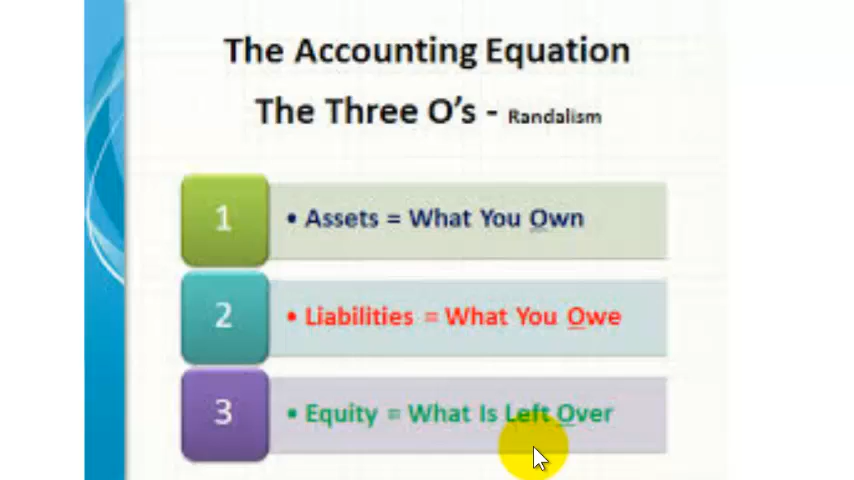 The Accounting Equation
The Three O's - Randalism
1
• Assets = What You Own
2
• Liabilities = What You Owe
3
• Equity = What Is Left Over